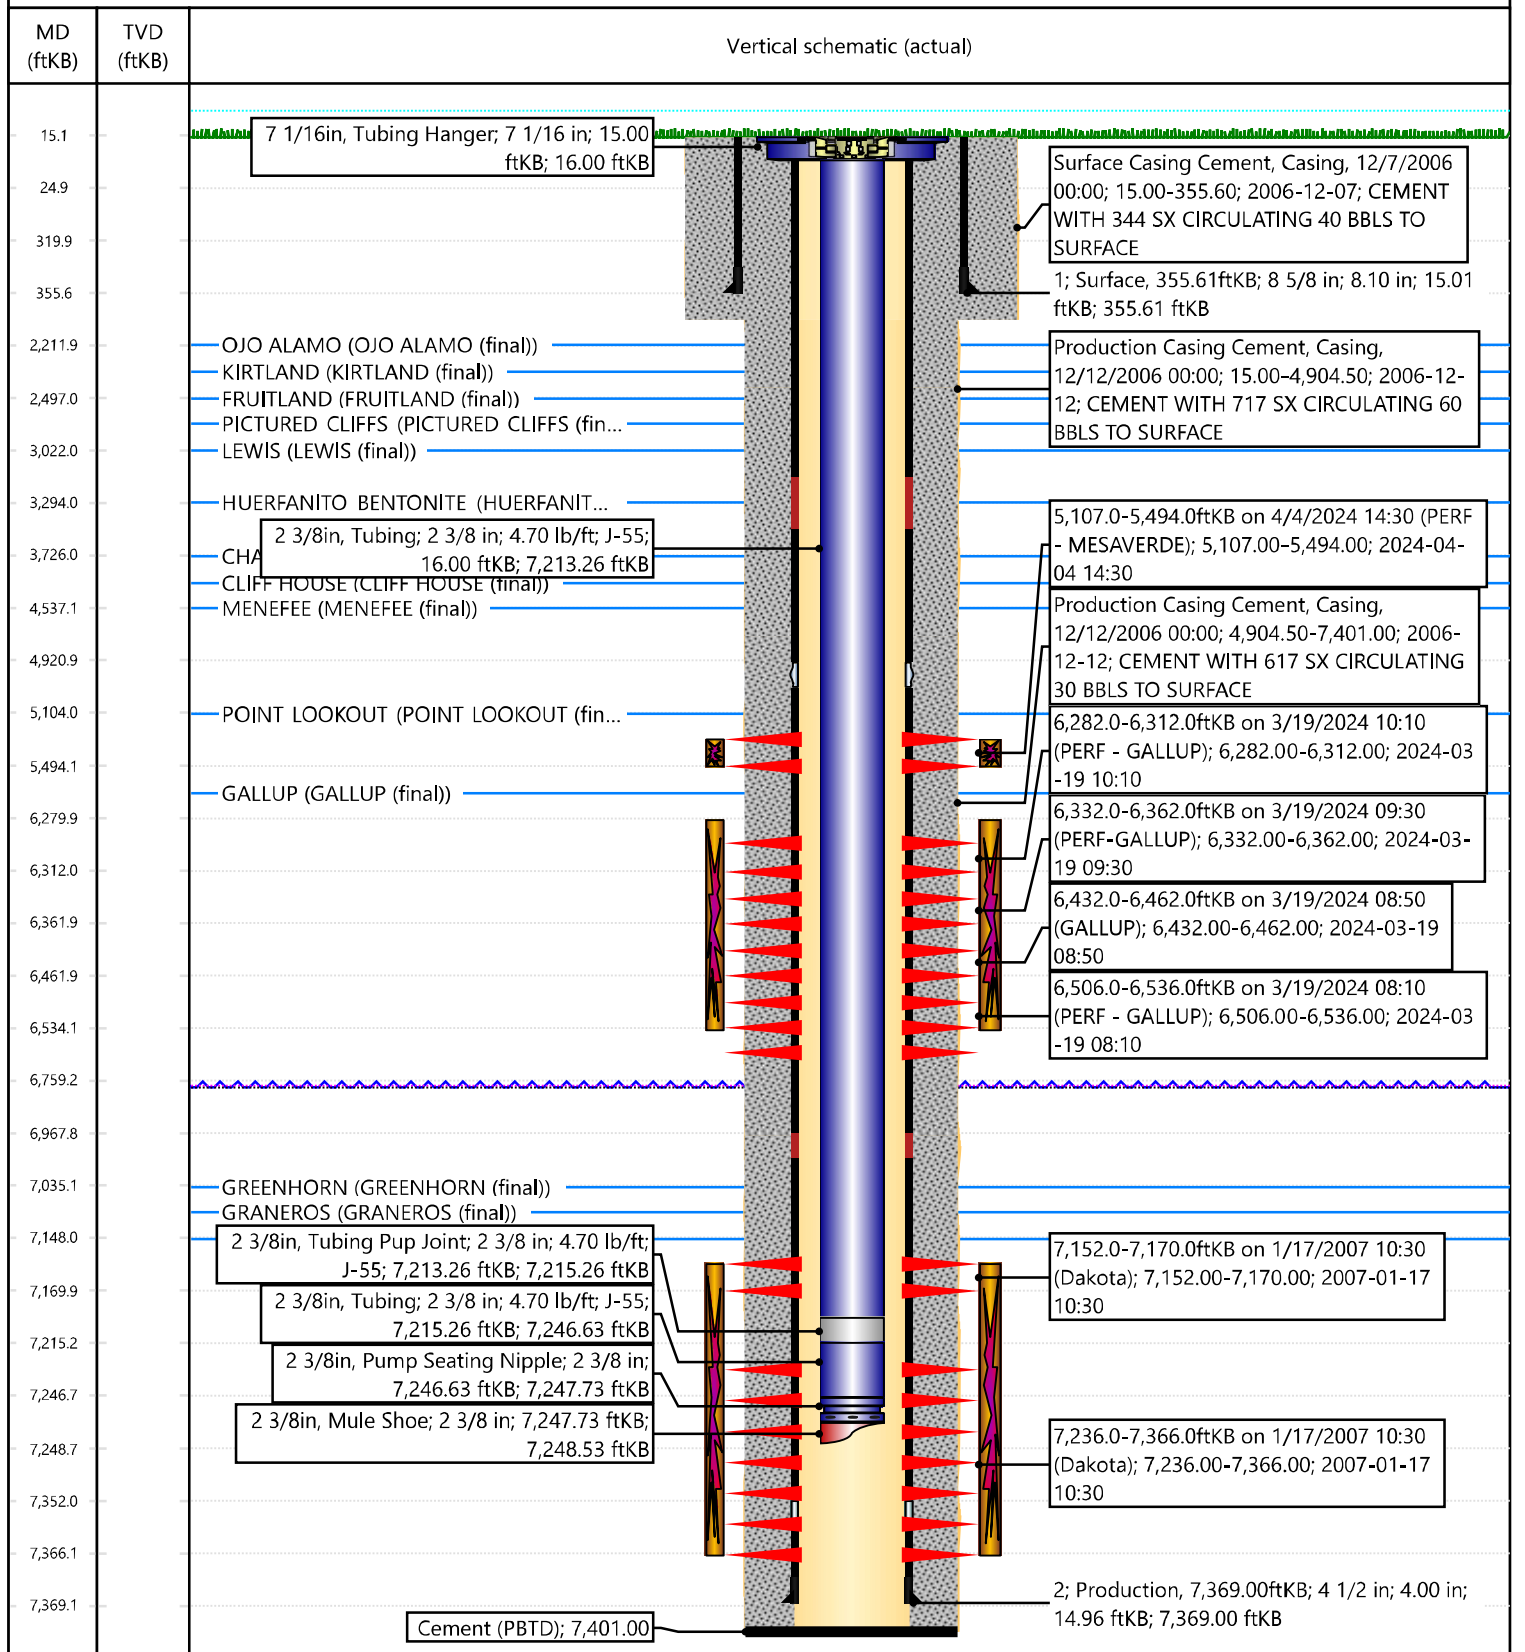 MD
(ftKB)
TVD
(ftKB)
Vertical schematic (actual)
15.1
24.9
319.9
355.6
2,211.9
2,497.0
3,022.0
3,294.0
3,726.0
4,537.1
4,920.9
5,104.0
5,494.1
6,279.9
6,312.0
6,361.9
6,461.9
6,534.1
6,759.2
6,967.8
7,035.1
7,148.0
7,169.9
7,215.2
7,246.7
7,248.7
7,352.0
7,366.1
7,369.1
7 1/16in, Tubing Hanger; 7 1/16 in; 15.00
ftKB; 16.00 ftKB
OJO ALAMO (OJO ALAMO (final))
KIRTLAND (KIRTLAND (final))
FRUITLAND (FRUITLAND (final))
PICTURED CLIFFS (PICTURED CLIFFS (fin...
LEWIS (LEWIS (final))
HUERFANITO BENTONITE (HUERFANIT...
2 3/8in, Tubing; 2 3/8 in; 4.70 lb/ft; J-55;
16.00 ftKB; 7,213.26 ftKB
CHA
CLIFF HOUSE (CLIFF HOUSE (final))
MENEFEE (MENEFEE (final))
POINT LOOKOUT (POINT LOOKOUT (fin...
GALLUP (GALLUP (final))
GREENHORN (GREENHORN (final))
GRANEROS (GRANEROS (final))
2 3/8in, Tubing Pup Joint; 2 3/8 in; 4.70 lb/ft;
J-55; 7,213.26 ftKB; 7,215.26 ftKB
2 3/8in, Tubing; 2 3/8 in; 4.70 lb/ft; J-55;
7,215.26 ftKB; 7,246.63 ftKB
2 3/8in, Pump Seating Nipple; 2 3/8 in;
7,246.63 ftKB; 7,247.73 ftKB
2 3/8in, Mule Shoe; 2 3/8 in; 7,247.73 ftKB;
7,248.53 ftKB
Cement (PBTD); 7,401.00
Surface Casing Cement, Casing, 12/7/2006
00:00; 15.00-355.60; 2006-12-07; CEMENT
WITH 344 SX CIRCULATING 40 BBLS TO
SURFACE
1; Surface, 355.61ftKB; 8 5/8 in; 8.10 in; 15.01
ftKB; 355.61 ftKB
Production Casing Cement, Casing,
12/12/2006 00:00; 15.00-4,904.50; 2006-12-
12; CEMENT WITH 717 SX CIRCULATING 60
BBLS TO SURFACE
5,107.0-5,494.0ftKB on 4/4/2024 14:30 (PERF
- MESAVERDE); 5,107.00-5,494.00; 2024-04-
04 14:30
Production Casing Cement, Casing,
12/12/2006 00:00; 4,904.50-7,401.00; 2006-
12-12; CEMENT WITH 617 SX CIRCULATING
30 BBLS TO SURFACE
6,282.0-6,312.0ftKB on 3/19/2024 10:10
(PERF - GALLUP); 6,282.00-6,312.00; 2024-03
-19 10:10
6,332.0-6,362.0ftKB on 3/19/2024 09:30
(PERF-GALLUP); 6,332.00-6,362.00; 2024-03-
19 09:30
6,432.0-6,462.0ftKB on 3/19/2024 08:50
(GALLUP); 6,432.00-6,462.00; 2024-03-19
08:50
6,506.0-6,536.0ftKB on 3/19/2024 08:10
(PERF - GALLUP); 6,506.00-6,536.00; 2024-03
-19 08:10
7,152.0-7,170.0ftKB on 1/17/2007 10:30
(Dakota); 7,152.00-7,170.00; 2007-01-17
10:30
7,236.0-7,366.0ftKB on 1/17/2007 10:30
(Dakota); 7,236.00-7,366.00; 2007-01-17
10:30
2; Production, 7,369.00ftKB; 4 1/2 in; 4.00 in;
14.96 ftKB; 7,369.00 ftKB